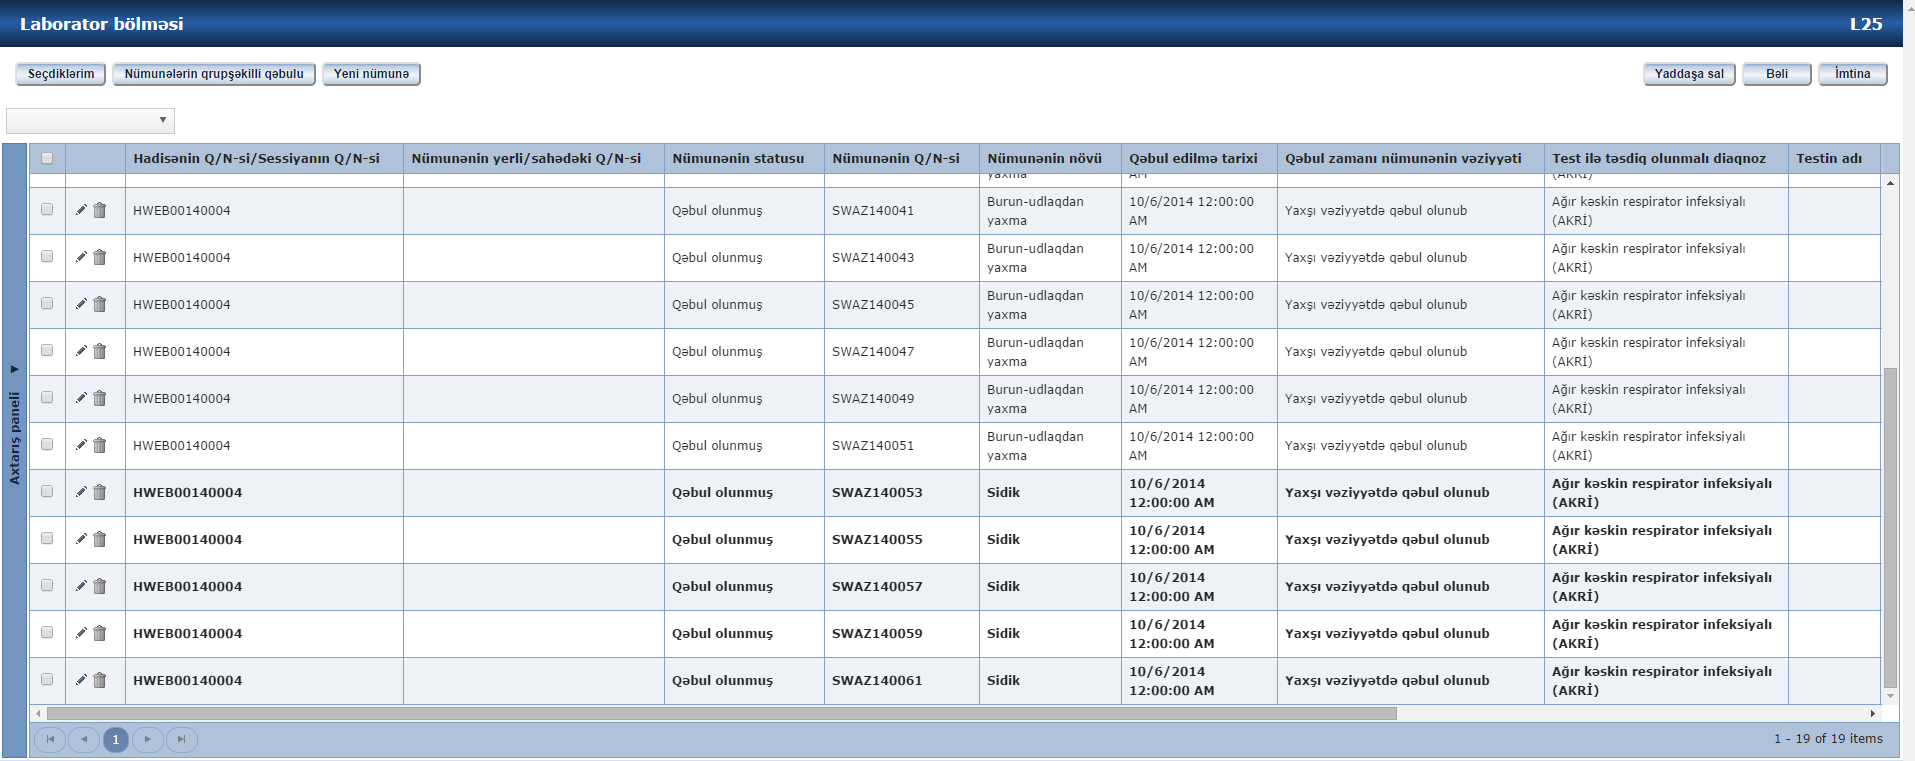 Laborator bölməsi L25
Seçdiklərim Nümunələrin qrupşəkilli qəbulu Yeni nümunə Yaddaşa sal Bəli İmtina
Hadisənin Q/N-si/Sessiyanın Q/N-si Nümunənin yerli/sahədəki Q/N-si Nümunənin statusu Nümunənin Q/N-si Nümunənin növü Qəbul edilmə tarixi Qəbul zamanı nümunənin vəziyyəti Test ilə təsdiq olunmalı diaqnoz Testin adı
yaxma AM (AKRİ)
HWEB00140004 Qəbul olunmuş SWAZ140041 Burun-udlaqdan yaxma 10/6/2014 12:00:00 AM Yaxşı vəziyyətdə qəbul olunub Ağır kəskin respirator infeksiyalı (AKRİ)
HWEB00140004 Qəbul olunmuş SWAZ140043 Burun-udlaqdan yaxma 10/6/2014 12:00:00 AM Yaxşı vəziyyətdə qəbul olunub Ağır kəskin respirator infeksiyalı (AKRİ)
HWEB00140004 Qəbul olunmuş SWAZ140045 Burun-udlaqdan yaxma 10/6/2014 12:00:00 AM Yaxşı vəziyyətdə qəbul olunub Ağır kəskin respirator infeksiyalı (AKRİ)
HWEB00140004 Qəbul olunmuş SWAZ140047 Burun-udlaqdan yaxma 10/6/2014 12:00:00 AM Yaxşı vəziyyətdə qəbul olunub Ağır kəskin respirator infeksiyalı (AKRİ)
HWEB00140004 Qəbul olunmuş SWAZ140049 Burun-udlaqdan yaxma 10/6/2014 12:00:00 AM Yaxşı vəziyyətdə qəbul olunub Ağır kəskin respirator infeksiyalı (AKRİ)
HWEB00140004 Qəbul olunmuş SWAZ140051 Burun-udlaqdan yaxma 10/6/2014 12:00:00 AM Yaxşı vəziyyətdə qəbul olunub Ağır kəskin respirator infeksiyalı (AKRİ)
HWEB00140004 Qəbul olunmuş SWAZ140053 Sidik 10/6/2014 12:00:00 AM Yaxşı vəziyyətdə qəbul olunub Ağır kəskin respirator infeksiyalı (AKRİ)
HWEB00140004 Qəbul olunmuş SWAZ140055 Sidik 10/6/2014 12:00:00 AM Yaxşı vəziyyətdə qəbul olunub Ağır kəskin respirator infeksiyalı (AKRİ)
HWEB00140004 Qəbul olunmuş SWAZ140057 Sidik 10/6/2014 12:00:00 AM Yaxşı vəziyyətdə qəbul olunub Ağır kəskin respirator infeksiyalı (AKRİ)
HWEB00140004 Qəbul olunmuş SWAZ140059 Sidik 10/6/2014 12:00:00 AM Yaxşı vəziyyətdə qəbul olunub Ağır kəskin respirator infeksiyalı (AKRİ)
HWEB00140004 Qəbul olunmuş SWAZ140061 Sidik 10/6/2014 12:00:00 AM Yaxşı vəziyyətdə qəbul olunub Ağır kəskin respirator infeksiyalı (AKRİ)
Axtarış paneli
1 1 - 19 of 19 items